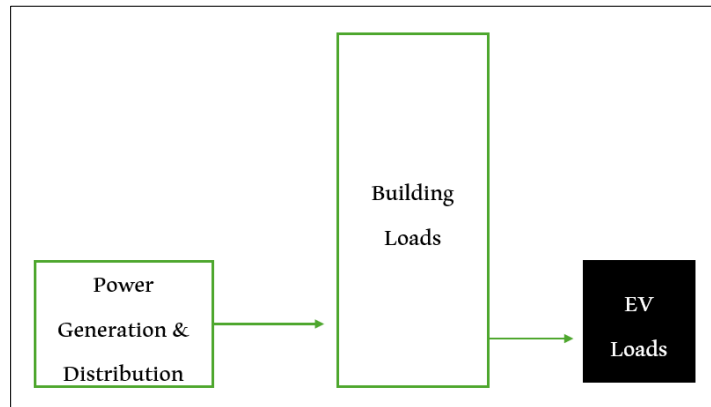 Power
Generation &
Distribution
Building
Loads
EV
Loads